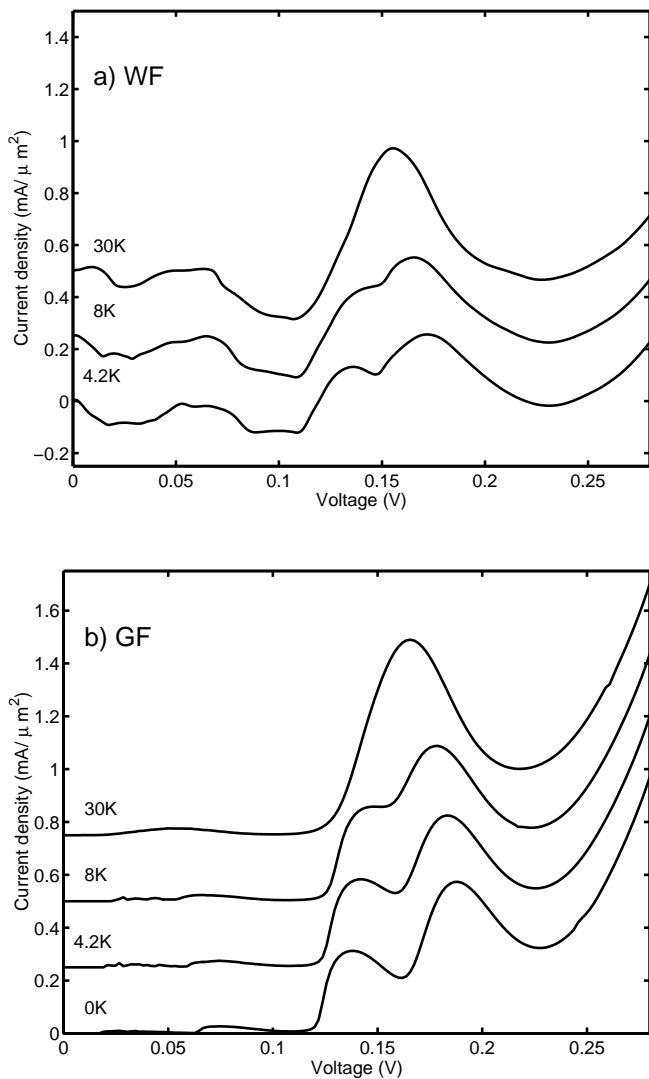 1.4
1.2
1
0.8
0.6
0.4
0.2
0
−0.2
Current density (mA/ μ m²)
a) WF
30K
8K
4.2K
0 0.05 0.1 0.15 0.2 0.25
Voltage (V)
1.6
1.4
1.2
1
0.8
0.6
0.4
0.2
0
Current density (mA/ μ m²)
b) GF
30K
8K
4.2K
0K
0 0.05 0.1 0.15 0.2 0.25
Voltage (V)